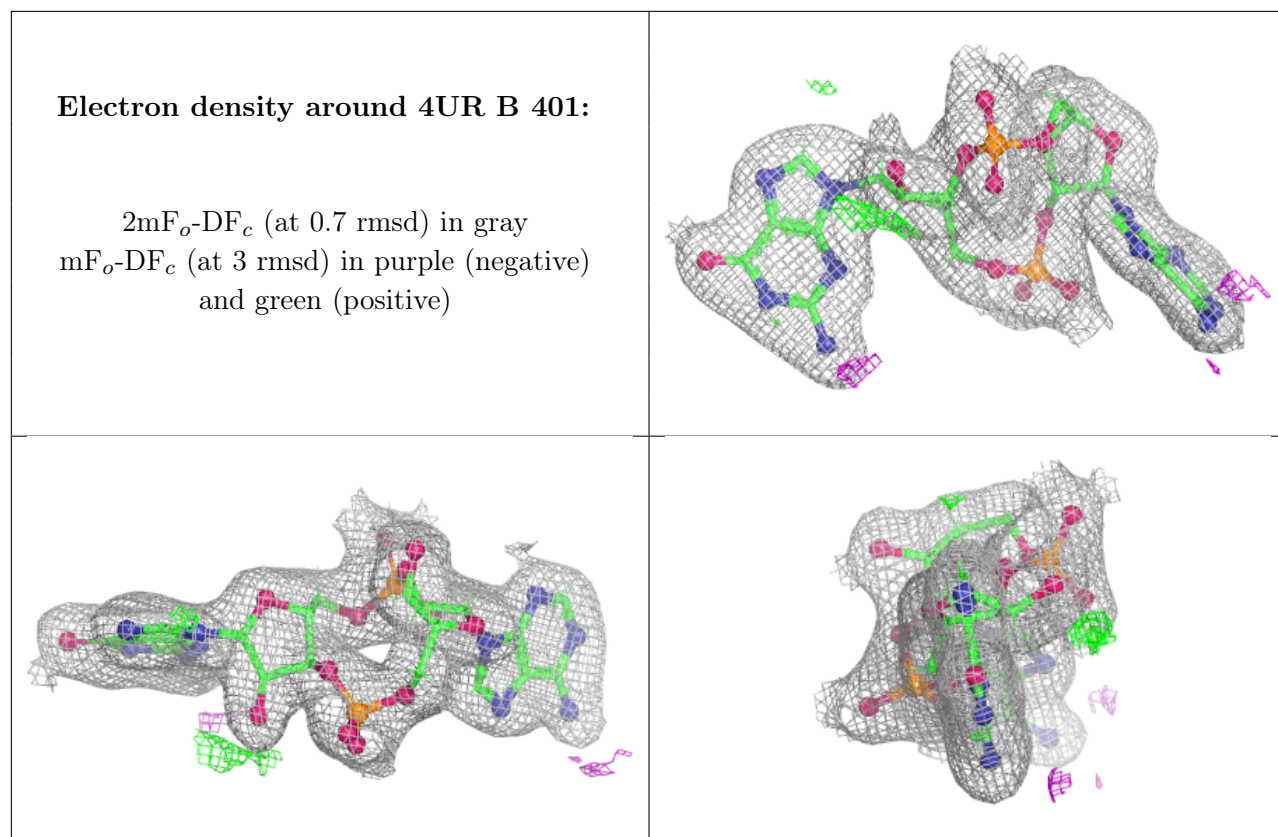 Electron density around 4UR B 401:
2mFo-DFc (at 0.7 rmsd) in gray
mFo-DFc (at 3 rmsd) in purple (negative)
and green (positive)